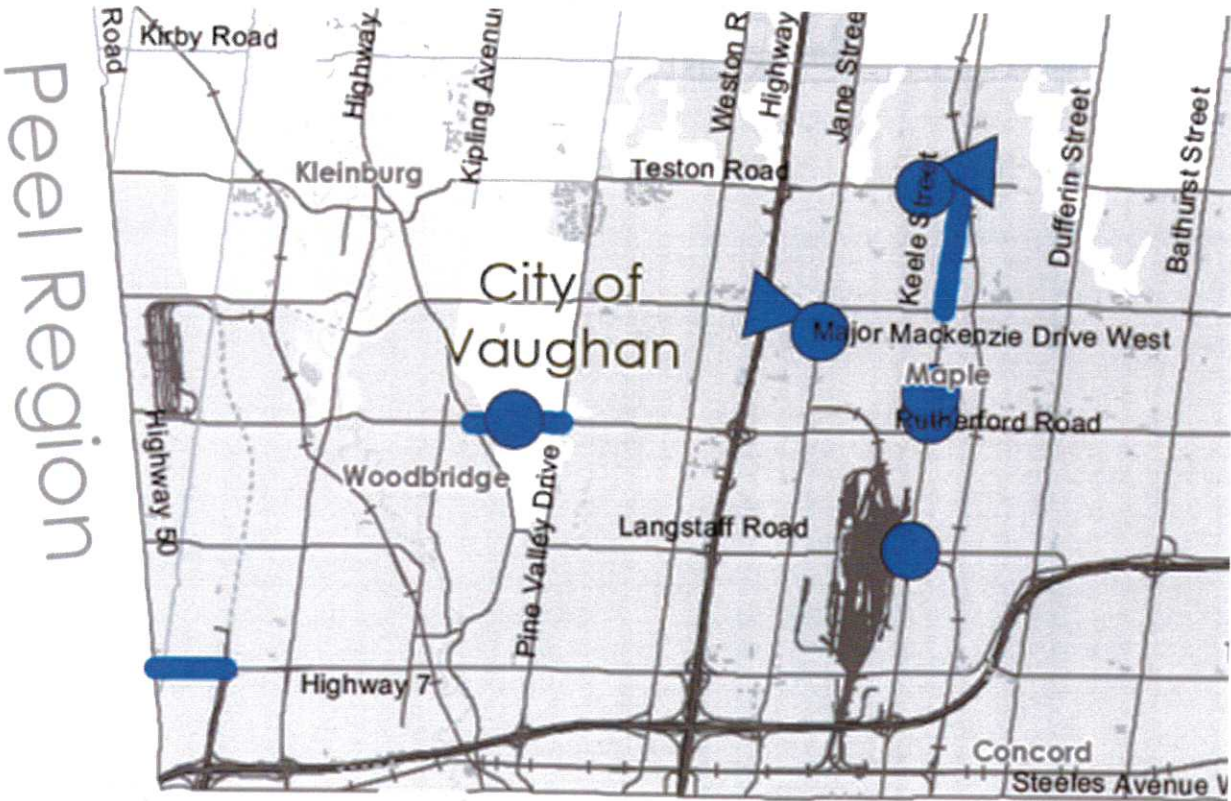 Road
Kirby Road
Highway
Kipling Avenu
Weston R
Highway
Jane Stree
Peel Region
Kleinburg
Teston Road
Keele Street
Dufferin Street
Bathurst Street
City of
Vaughan
Major Mackenzie Drive West
Maple
Rutherford Road
Highway 50
Woodbridge
Pine Valley Drive
Langstaff Road
Highway 7
Concord
Steeles Avenue